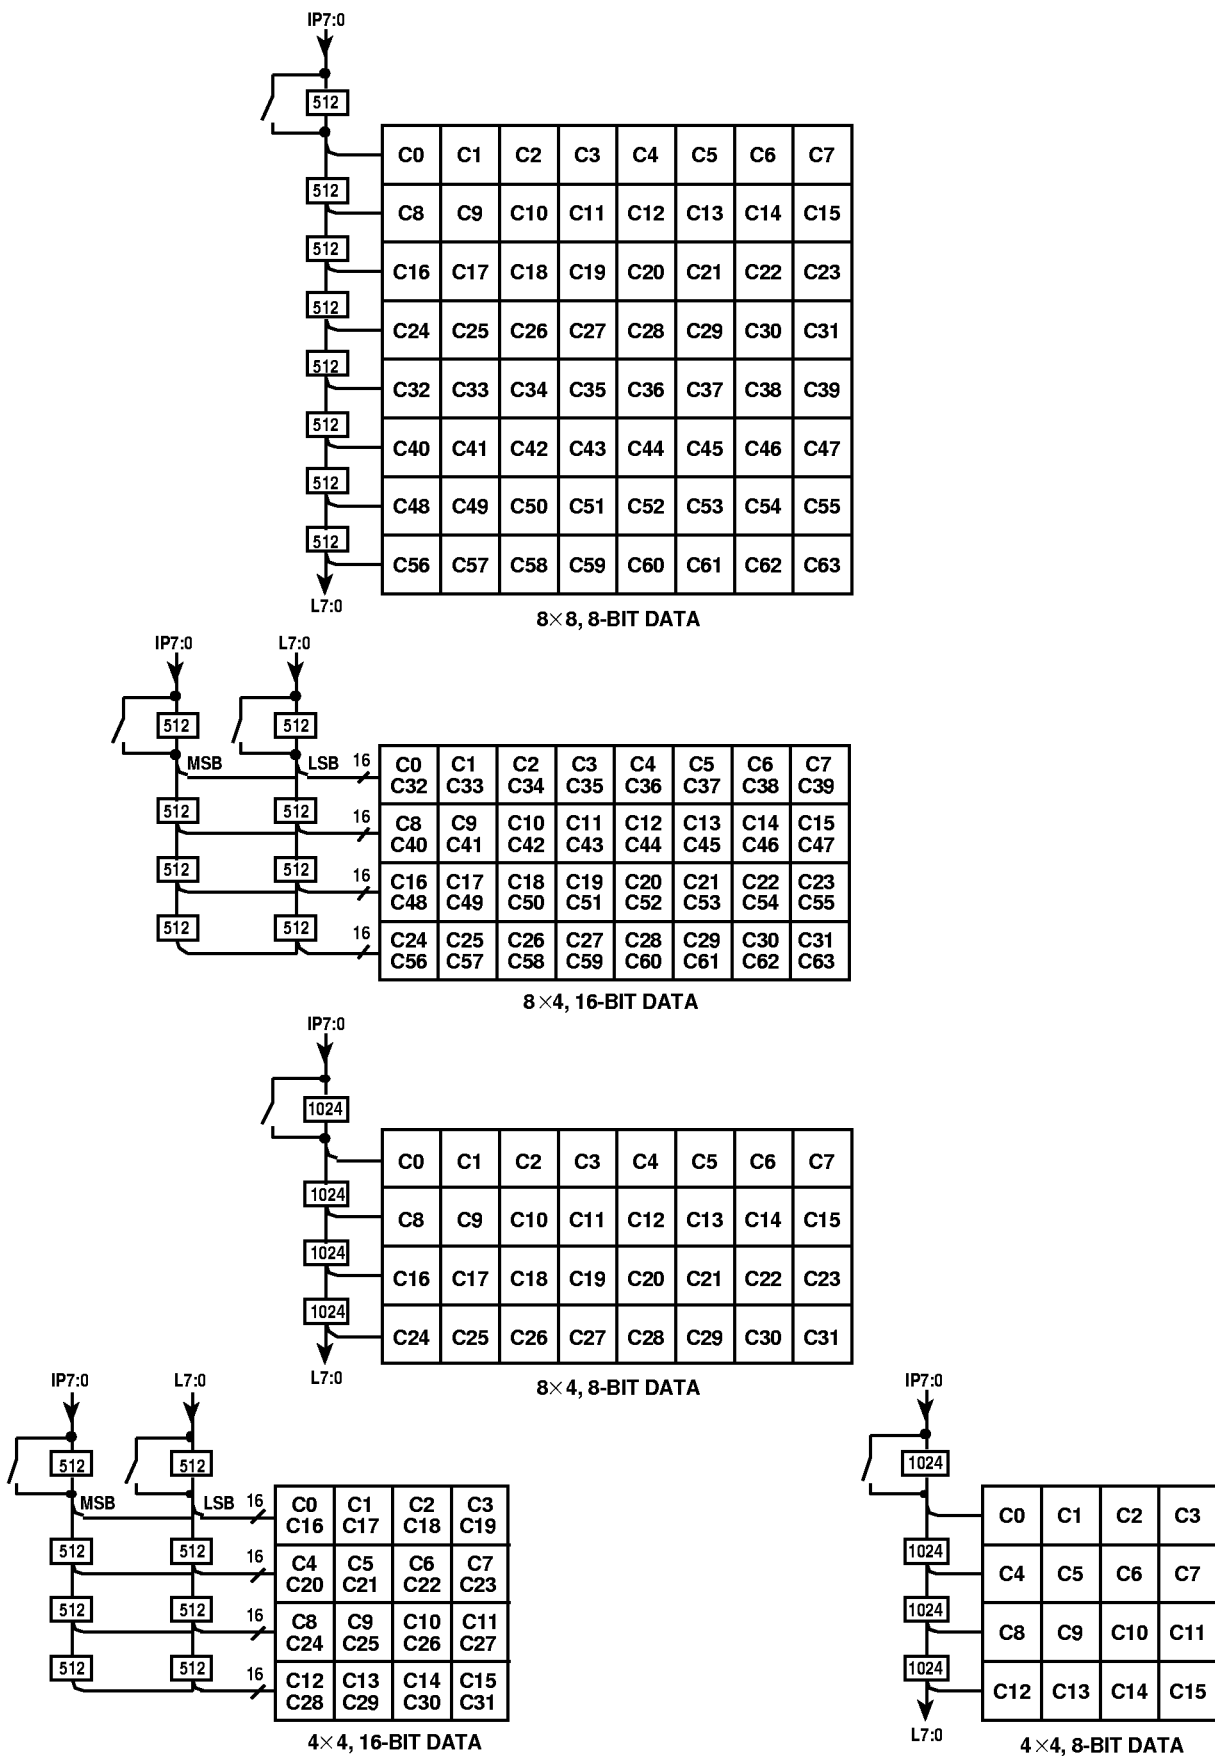 IP7:0
512
C0 C1 C2 C3 C4 C5 C6 C7
512
C8 C9 C10 C11 C12 C13 C14 C15
512
C16 C17 C18 C19 C20 C21 C22 C23
512
C24 C25 C26 C27 C28 C29 C30 C31
512
C32 C33 C34 C35 C36 C37 C38 C39
512
C40 C41 C42 C43 C44 C45 C46 C47
512
C48 C49 C50 C51 C52 C53 C54 C55
512
C56 C57 C58 C59 C60 C61 C62 C63
L7:0
8×8, 8-BIT DATA
IP7:0 L7:0
512 512
MSB LSB 16
C0 C1 C2 C3 C4 C5 C6 C7
C32 C33 C34 C35 C36 C37 C38 C39
512 512 16
C8 C9 C10 C11 C12 C13 C14 C15
C40 C41 C42 C43 C44 C45 C46 C47
512 512 16
C16 C17 C18 C19 C20 C21 C22 C23
C48 C49 C50 C51 C52 C53 C54 C55
512 512 16
C24 C25 C26 C27 C28 C29 C30 C31
C56 C57 C58 C59 C60 C61 C62 C63
8×4, 16-BIT DATA
IP7:0
1024
C0 C1 C2 C3 C4 C5 C6 C7
1024
C8 C9 C10 C11 C12 C13 C14 C15
1024
C16 C17 C18 C19 C20 C21 C22 C23
1024
C24 C25 C26 C27 C28 C29 C30 C31
L7:0
8×4, 8-BIT DATA
IP7:0 L7:0
512 512
MSB LSB 16
C0 C1 C2 C3
C16 C17 C18 C19
512 512 16
C4 C5 C6 C7
C20 C21 C22 C23
512 512 16
C8 C9 C10 C11
C24 C25 C26 C27
512 512 16
C12 C13 C14 C15
C28 C29 C30 C31
4×4, 16-BIT DATA
IP7:0
1024
C0 C1 C2 C3
1024
C4 C5 C6 C7
1024
C8 C9 C10 C11
1024
C12 C13 C14 C15
L7:0
4×4, 8-BIT DATA